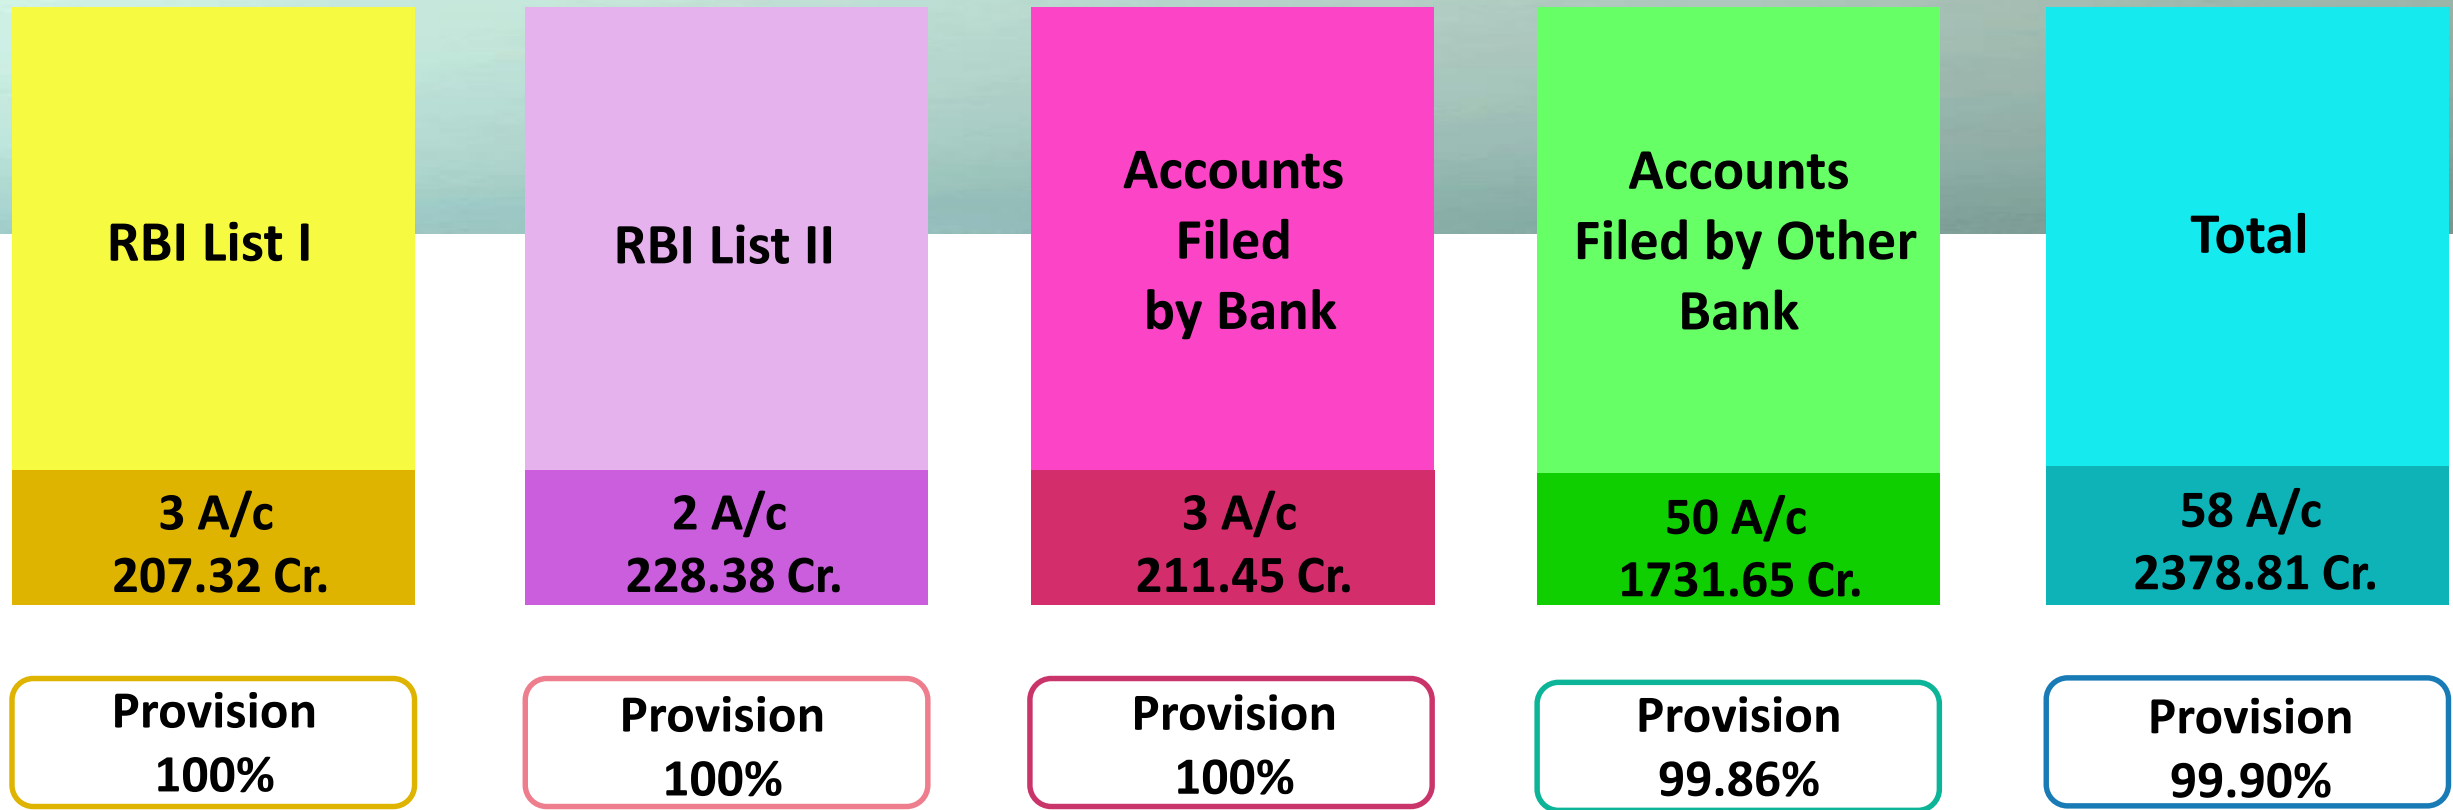 RBI List I
3 A/c
207.32 Cr.
Provision
100%
RBI List II
2 A/c
228.38 Cr.
Provision
100%
Accounts
Filed
by Bank
3 A/c
211.45 Cr.
Provision
100%
Accounts
Filed by Other
Bank
50 A/c
1731.65 Cr.
Provision
99.86%
Total
58 A/c
2378.81 Cr.
Provision
99.90%